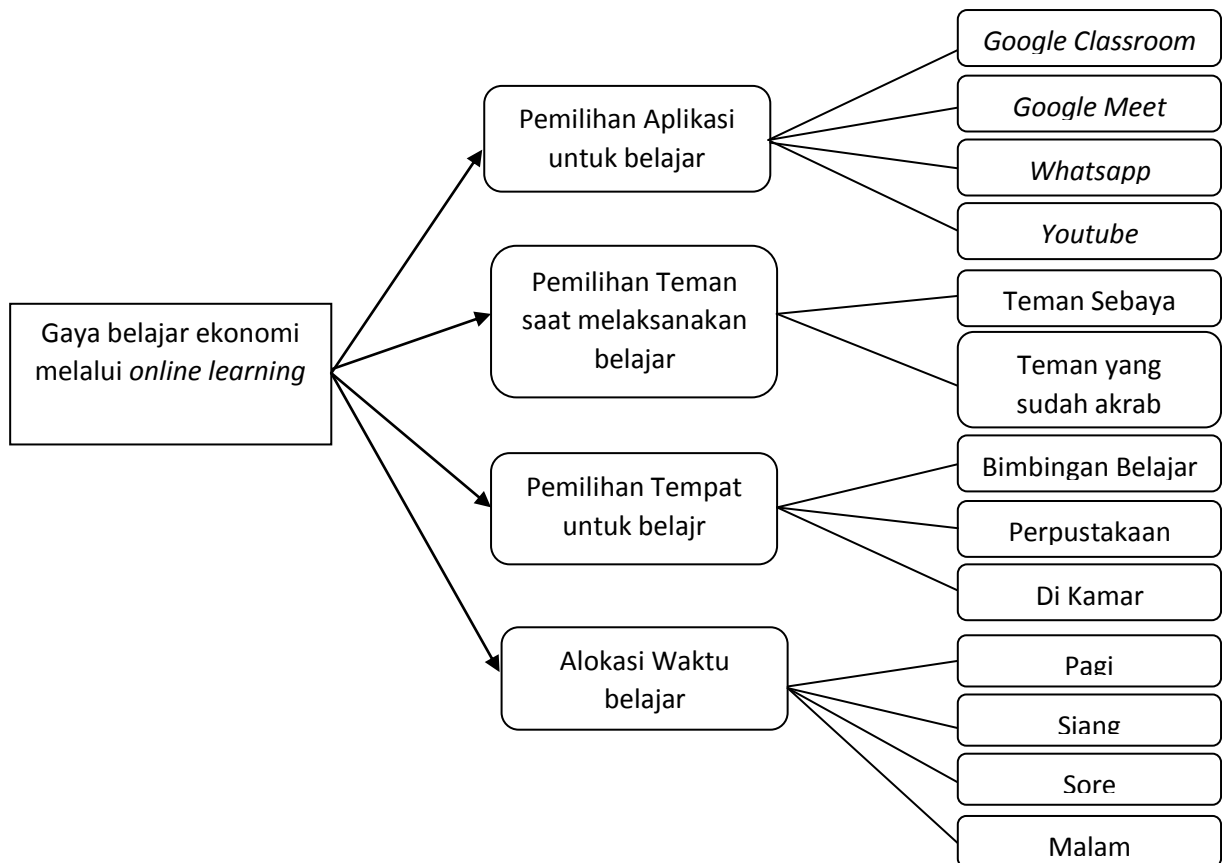 Gaya belajar ekonomi
melalui online learning
Pemilihan Aplikasi
untuk belajar
Google Classroom
Google Meet
Whatsapp
Youtube
Pemilihan Teman
saat melaksanakan
belajar
Teman Sebaya
Teman yang
sudah akrab
Pemilihan Tempat
untuk belajr
Bimbingan Belajar
Perpustakaan
Di Kamar
Alokasi Waktu
belajar
Pagi
Siang
Sore
Malam